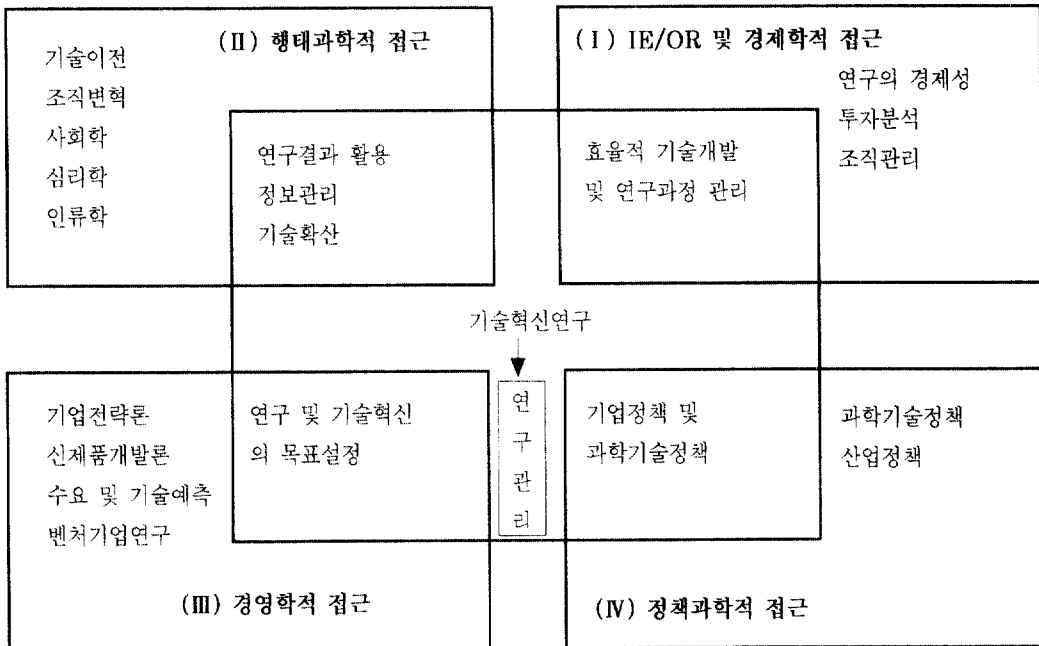 (Ⅱ) 행태과학적 접근
기술이전
조직변혁
사회학
심리학
인류학
연구결과 활용
정보관리
기술확산
(Ⅰ) IE/OR 및 경제학적 접근
연구의 경제성
투자분석
조직관리
효율적 기술개발
및 연구과정 관리
기술혁신연구
연
구
관
리
기업전략론
신제품개발론
수요 및 기술예측
벤처기업연구
연구 및 기술혁신
의 목표설정
(Ⅲ) 경영학적 접근
기업정책 및
과학기술정책
과학기술정책
산업정책
(Ⅳ) 정책과학적 접근